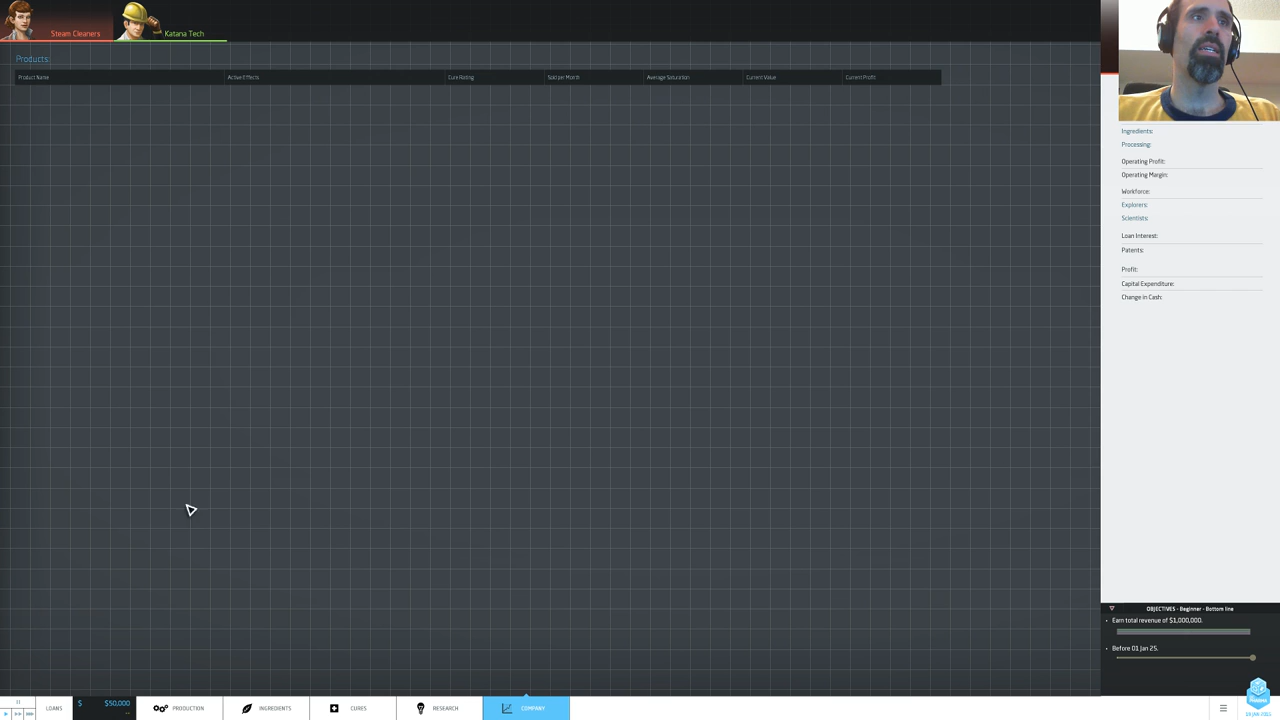 Steam Cleaners
Katana Tech
Products:
Product Name
Active Effects
Cure Rating
Sold per Month
Average Saturation
Current Value
Current Profit
Ingredients:
Processing:
Operating Profit:
Operating Margin:
Workforce:
Explorers:
Scientists:
Loan Interest:
Patents:
Profit:
Capital Expenditure:
Change in Cash:
OBJECTIVES - Beginner - Bottom line
• Earn total revenue of $1,000,000.
• Before 01 Jan 25.
LOANS
$ $50,000
--
PRODUCTION
INGREDIENTS
CURES
RESEARCH
COMPANY